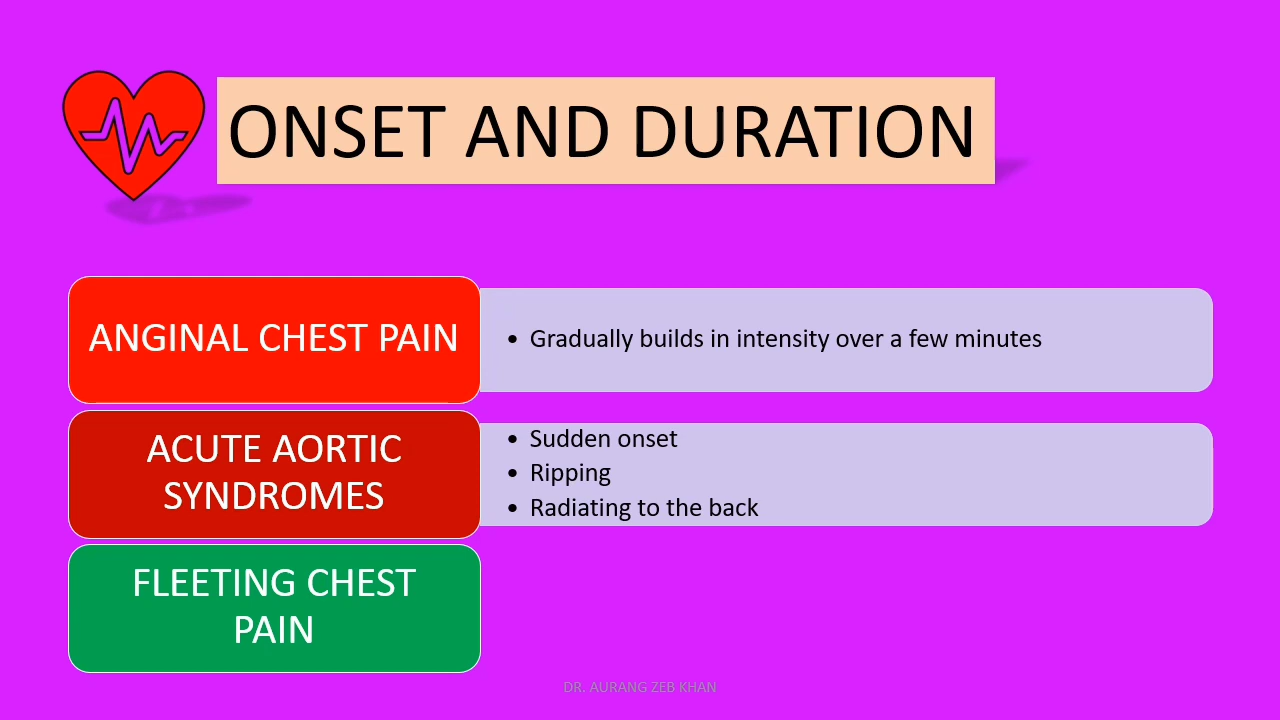 ONSET AND DURATION
ANGINAL CHEST PAIN
• Gradually builds in intensity over a few minutes
ACUTE AORTIC
SYNDROMES
• Sudden onset
• Ripping
• Radiating to the back
FLEETING CHEST
PAIN
DR. AURANG ZEB KHAN